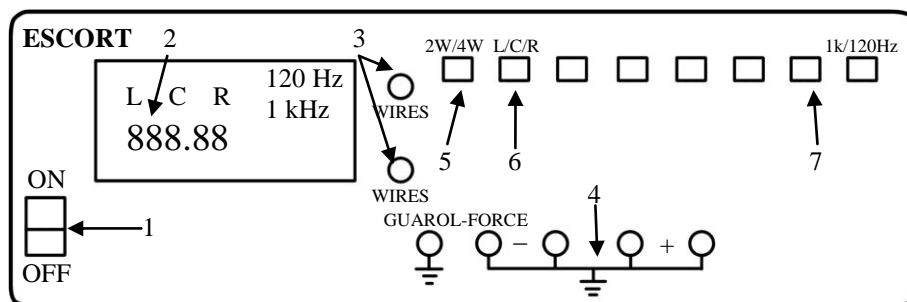 ESCORT 2 3 2W/4W L/C/R 1k/120Hz
L C R 120 Hz
1 kHz
888.88
WIRES
5 6 7
WIRES
ON
1
OFF
4
GUAROL-FORCE
− +